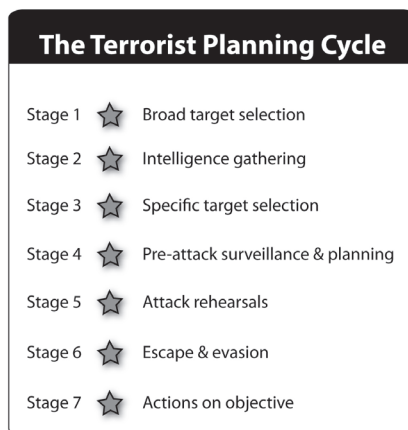 The Terrorist Planning Cycle
Stage 1 Broad target selection
Stage 2 Intelligence gathering
Stage 3 Specific target selection
Stage 4 Pre-attack surveillance & planning
Stage 5 Attack rehearsals
Stage 6 Escape & evasion
Stage 7 Actions on objective